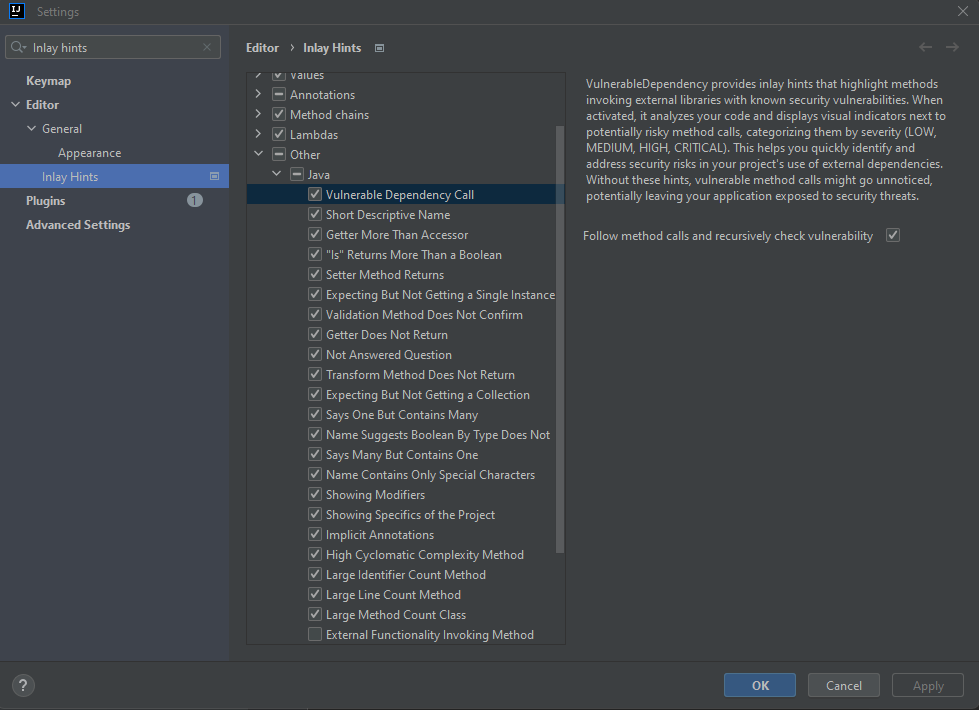 IJ
Settings
Inlay hints
Keymap
Editor
General
Appearance
Inlay Hints
Plugins
1
Advanced Settings
Editor › Inlay Hints
Values
Annotations
Method chains
Lambdas
Other
Java
Vulnerable Dependency Call
Short Descriptive Name
Getter More Than Accessor
"Is" Returns More Than a Boolean
Setter Method Returns
Expecting But Not Getting a Single Instance
Validation Method Does Not Confirm
Getter Does Not Return
Not Answered Question
Transform Method Does Not Return
Expecting But Not Getting a Collection
Says One But Contains Many
Name Suggests Boolean By Type Does Not
Says Many But Contains One
Name Contains Only Special Characters
Showing Modifiers
Showing Specifics of the Project
Implicit Annotations
High Cyclomatic Complexity Method
Large Identifier Count Method
Large Line Count Method
Large Method Count Class
External Functionality Invoking Method
VulnerableDependency provides inlay hints that highlight methods
invoking external libraries with known security vulnerabilities. When
activated, it analyzes your code and displays visual indicators next to
potentially risky method calls, categorizing them by severity (LOW,
MEDIUM, HIGH, CRITICAL). This helps you quickly identify and
address security risks in your project's use of external dependencies.
Without these hints, vulnerable method calls might go unnoticed,
potentially leaving your application exposed to security threats.
Follow method calls and recursively check vulnerability
?
OK
Cancel
Apply